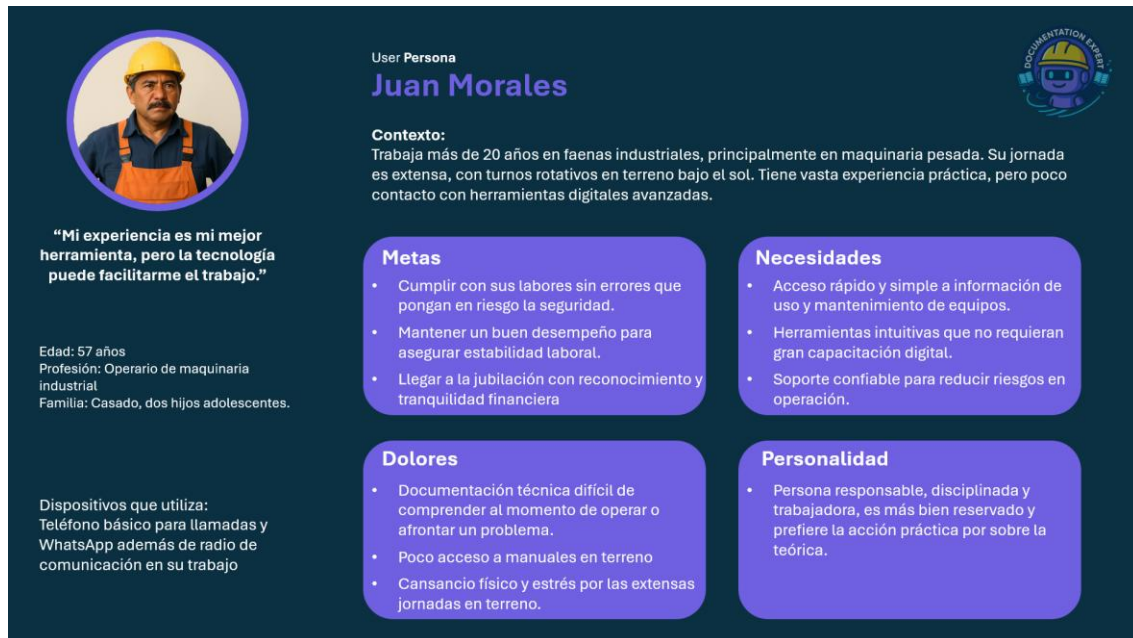 User Persona
Juan Morales
DOCUMENTATION EXPERT
Contexto:
Trabaja más de 20 años en faenas industriales, principalmente en maquinaria pesada. Su jornada
es extensa, con turnos rotativos en terreno bajo el sol. Tiene vasta experiencia práctica, pero poco
contacto con herramientas digitales avanzadas.
“Mi experiencia es mi mejor
herramienta, pero la tecnología
puede facilitarme el trabajo.”
Edad: 57 años
Profesión: Operario de maquinaria
industrial
Familia: Casado, dos hijos adolescentes.
Dispositivos que utiliza:
Teléfono básico para llamadas y
WhatsApp además de radio de
comunicación en su trabajo
Metas
• Cumplir con sus labores sin errores que
pongan en riesgo la seguridad.
• Mantener un buen desempeño para
asegurar estabilidad laboral.
• Llegar a la jubilación con reconocimiento y
tranquilidad financiera
Necesidades
• Acceso rápido y simple a información de
uso y mantenimiento de equipos.
• Herramientas intuitivas que no requieran
gran capacitación digital.
• Soporte confiable para reducir riesgos en
operación.
Dolores
• Documentación técnica difícil de
comprender al momento de operar o
afrontar un problema.
• Poco acceso a manuales en terreno
• Cansancio físico y estrés por las extensas
jornadas en terreno.
Personalidad
• Persona responsable, disciplinada y
trabajadora, es más bien reservado y
prefiere la acción práctica por sobre la
teórica.